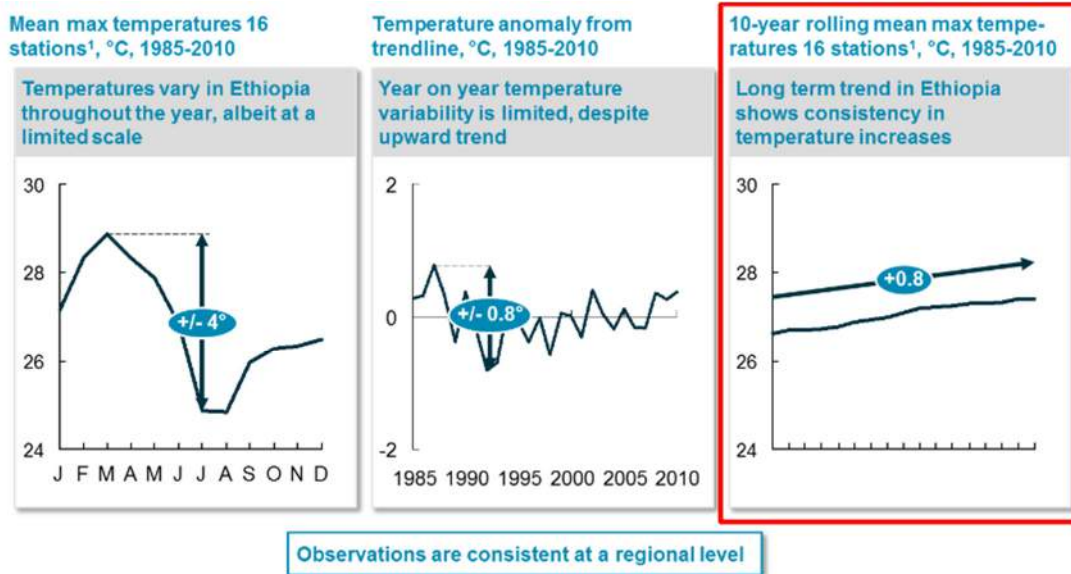 Mean max temperatures 16
stations¹, °C, 1985-2010
Temperatures vary in Ethiopia
throughout the year, albeit at a
limited scale
30
28
26
24
+/- 4°
J F M A M J J A S O N D
Temperature anomaly from
trendline, °C, 1985-2010
Year on year temperature
variability is limited, despite
upward trend
2
0
-2
+/- 0.8°
1985 1990 1995 2000 2005 2010
10-year rolling mean max tempe-
ratures 16 stations¹, °C, 1985-2010
Long term trend in Ethiopia
shows consistency in
temperature increases
30
28
26
24
+0.8
Observations are consistent at a regional level